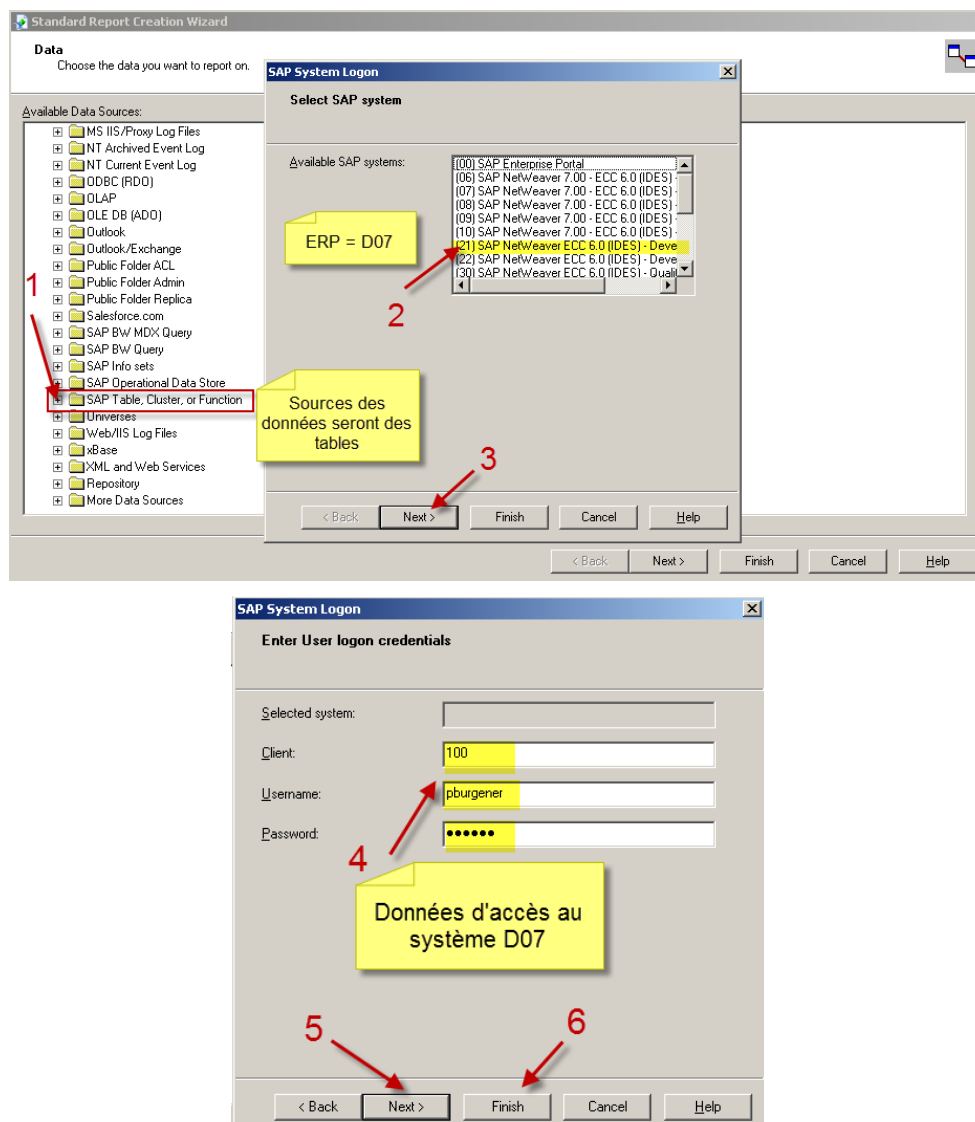 Standard Report Creation Wizard
Data
Choose the data you want to report on.
Available Data Sources:
MS IIS/Proxy Log Files
NT Archived Event Log
NT Current Event Log
ODBC (RDO)
OLAP
OLE DB (ADO)
Outlook
Outlook/Exchange
Public Folder ACL
Public Folder Admin
Public Folder Replica
Salesforce.com
SAP BW MDX Query
SAP BW Query
SAP Info sets
SAP Operational Data Store
SAP Table, Cluster, or Function
Universes
Web/IIS Log Files
xBase
XML and Web Services
Repository
More Data Sources
1
SAP System Logon
Select SAP system
Available SAP systems:
(00) SAP Enterprise Portal
(06) SAP NetWeaver 7.00 - ECC 6.0 (IDES) -
(07) SAP NetWeaver 7.00 - ECC 6.0 (IDES) -
(08) SAP NetWeaver 7.00 - ECC 6.0 (IDES) -
(09) SAP NetWeaver 7.00 - ECC 6.0 (IDES) -
(10) SAP NetWeaver 7.00 - ECC 6.0 (IDES) -
(21) SAP NetWeaver ECC 6.0 (IDES) - Deve
(22) SAP NetWeaver ECC 6.0 (IDES) - Deve
(30) SAP NetWeaver ECC 6.0 (IDES) - Quali
ERP = D07
2
Sources des
données seront des
tables
3
< Back Next > Finish Cancel Help
< Back Next > Finish Cancel Help
SAP System Logon
Enter User logon credentials
Selected system:
Client: 100
Username: pburgener
Password: ●●●●●●
4
Données d'accès au
système D07
5 6
< Back Next > Finish Cancel Help